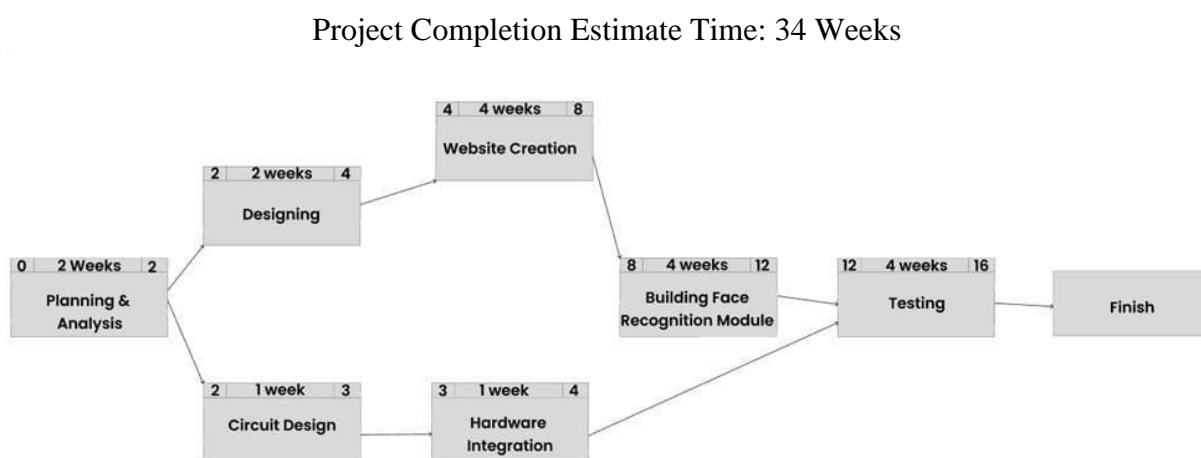 Project Completion Estimate Time: 34 Weeks
4 4 weeks 8
Website Creation
2 2 weeks 4
Designing
0 2 Weeks 2
Planning &
Analysis
8 4 weeks 12
Building Face
Recognition Module
12 4 weeks 16
Testing
Finish
2 1 week 3
Circuit Design
3 1 week 4
Hardware
Integration